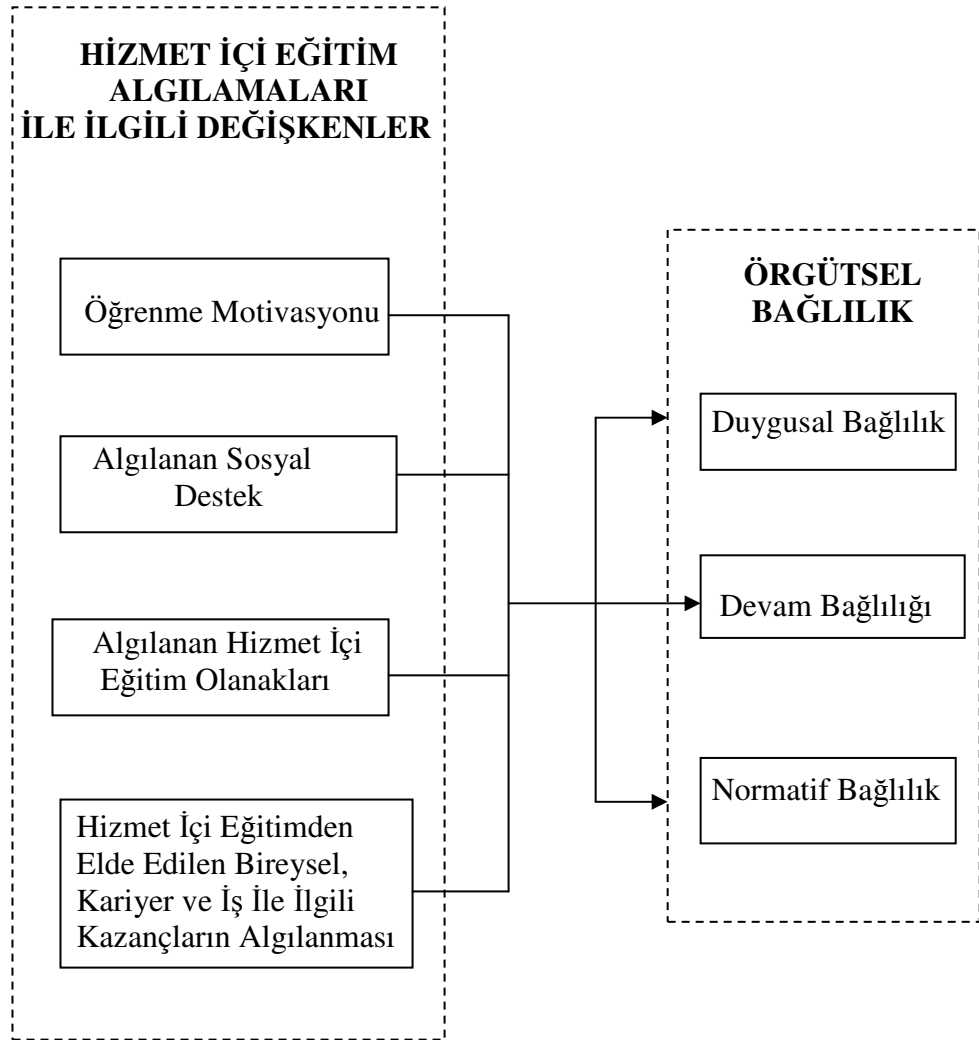 HİZMET İÇİ EĞİTİM
ALGILAMALARI
İLE İLGİLİ DEĞİŞKENLER
Öğrenme Motivasyonu
Algılanan Sosyal
Destek
Algılanan Hizmet İçi
Eğitim Olanakları
Hizmet İçi Eğitimden
Elde Edilen Bireysel,
Kariyer ve İş İle İlgili
Kazançların Algılanması
ÖRGÜTSEL
BAĞLILIK
Duygusal Bağlılık
Devam Bağlılığı
Normatif Bağlılık